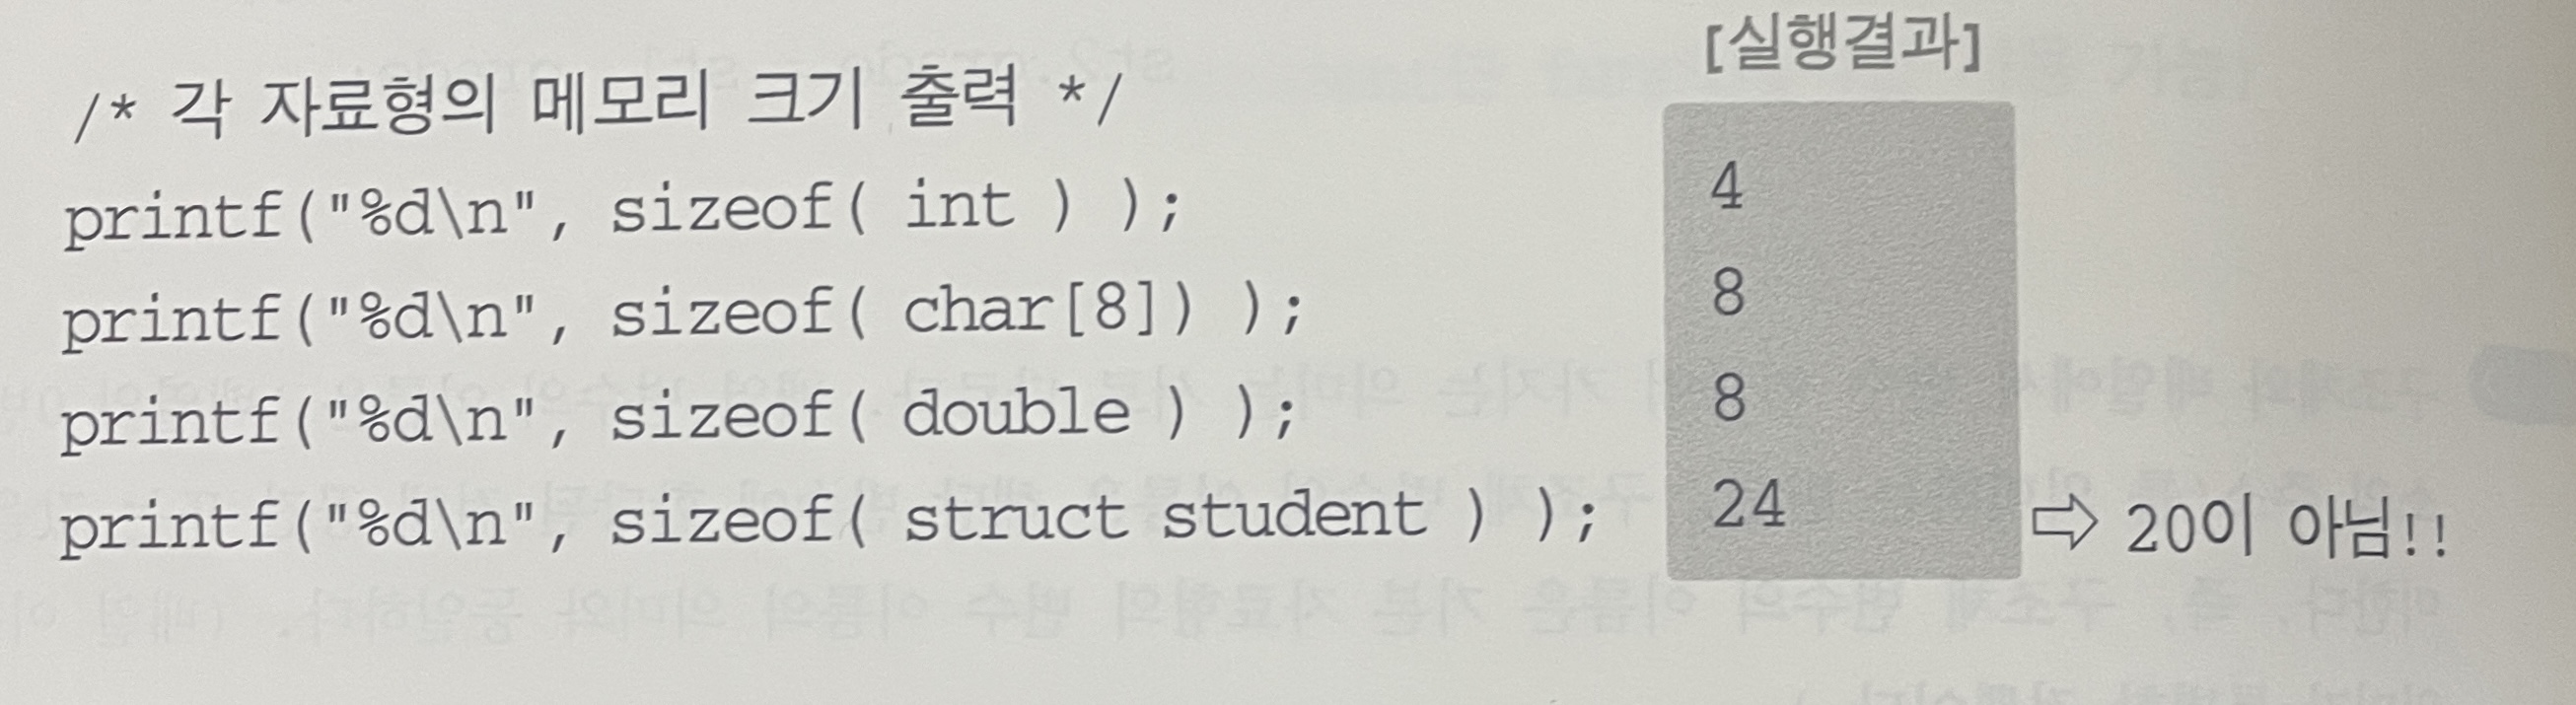 [실행결과]
/* 각 자료형의 메모리 크기 출력 */
printf("%d\n", sizeof( int ) );
4
printf("%d\n", sizeof( char[8]) );
8
printf("%d\n", sizeof( double ) );
8
printf("%d\n", sizeof( struct student ) );
24 ⇨ 20이 아님!!